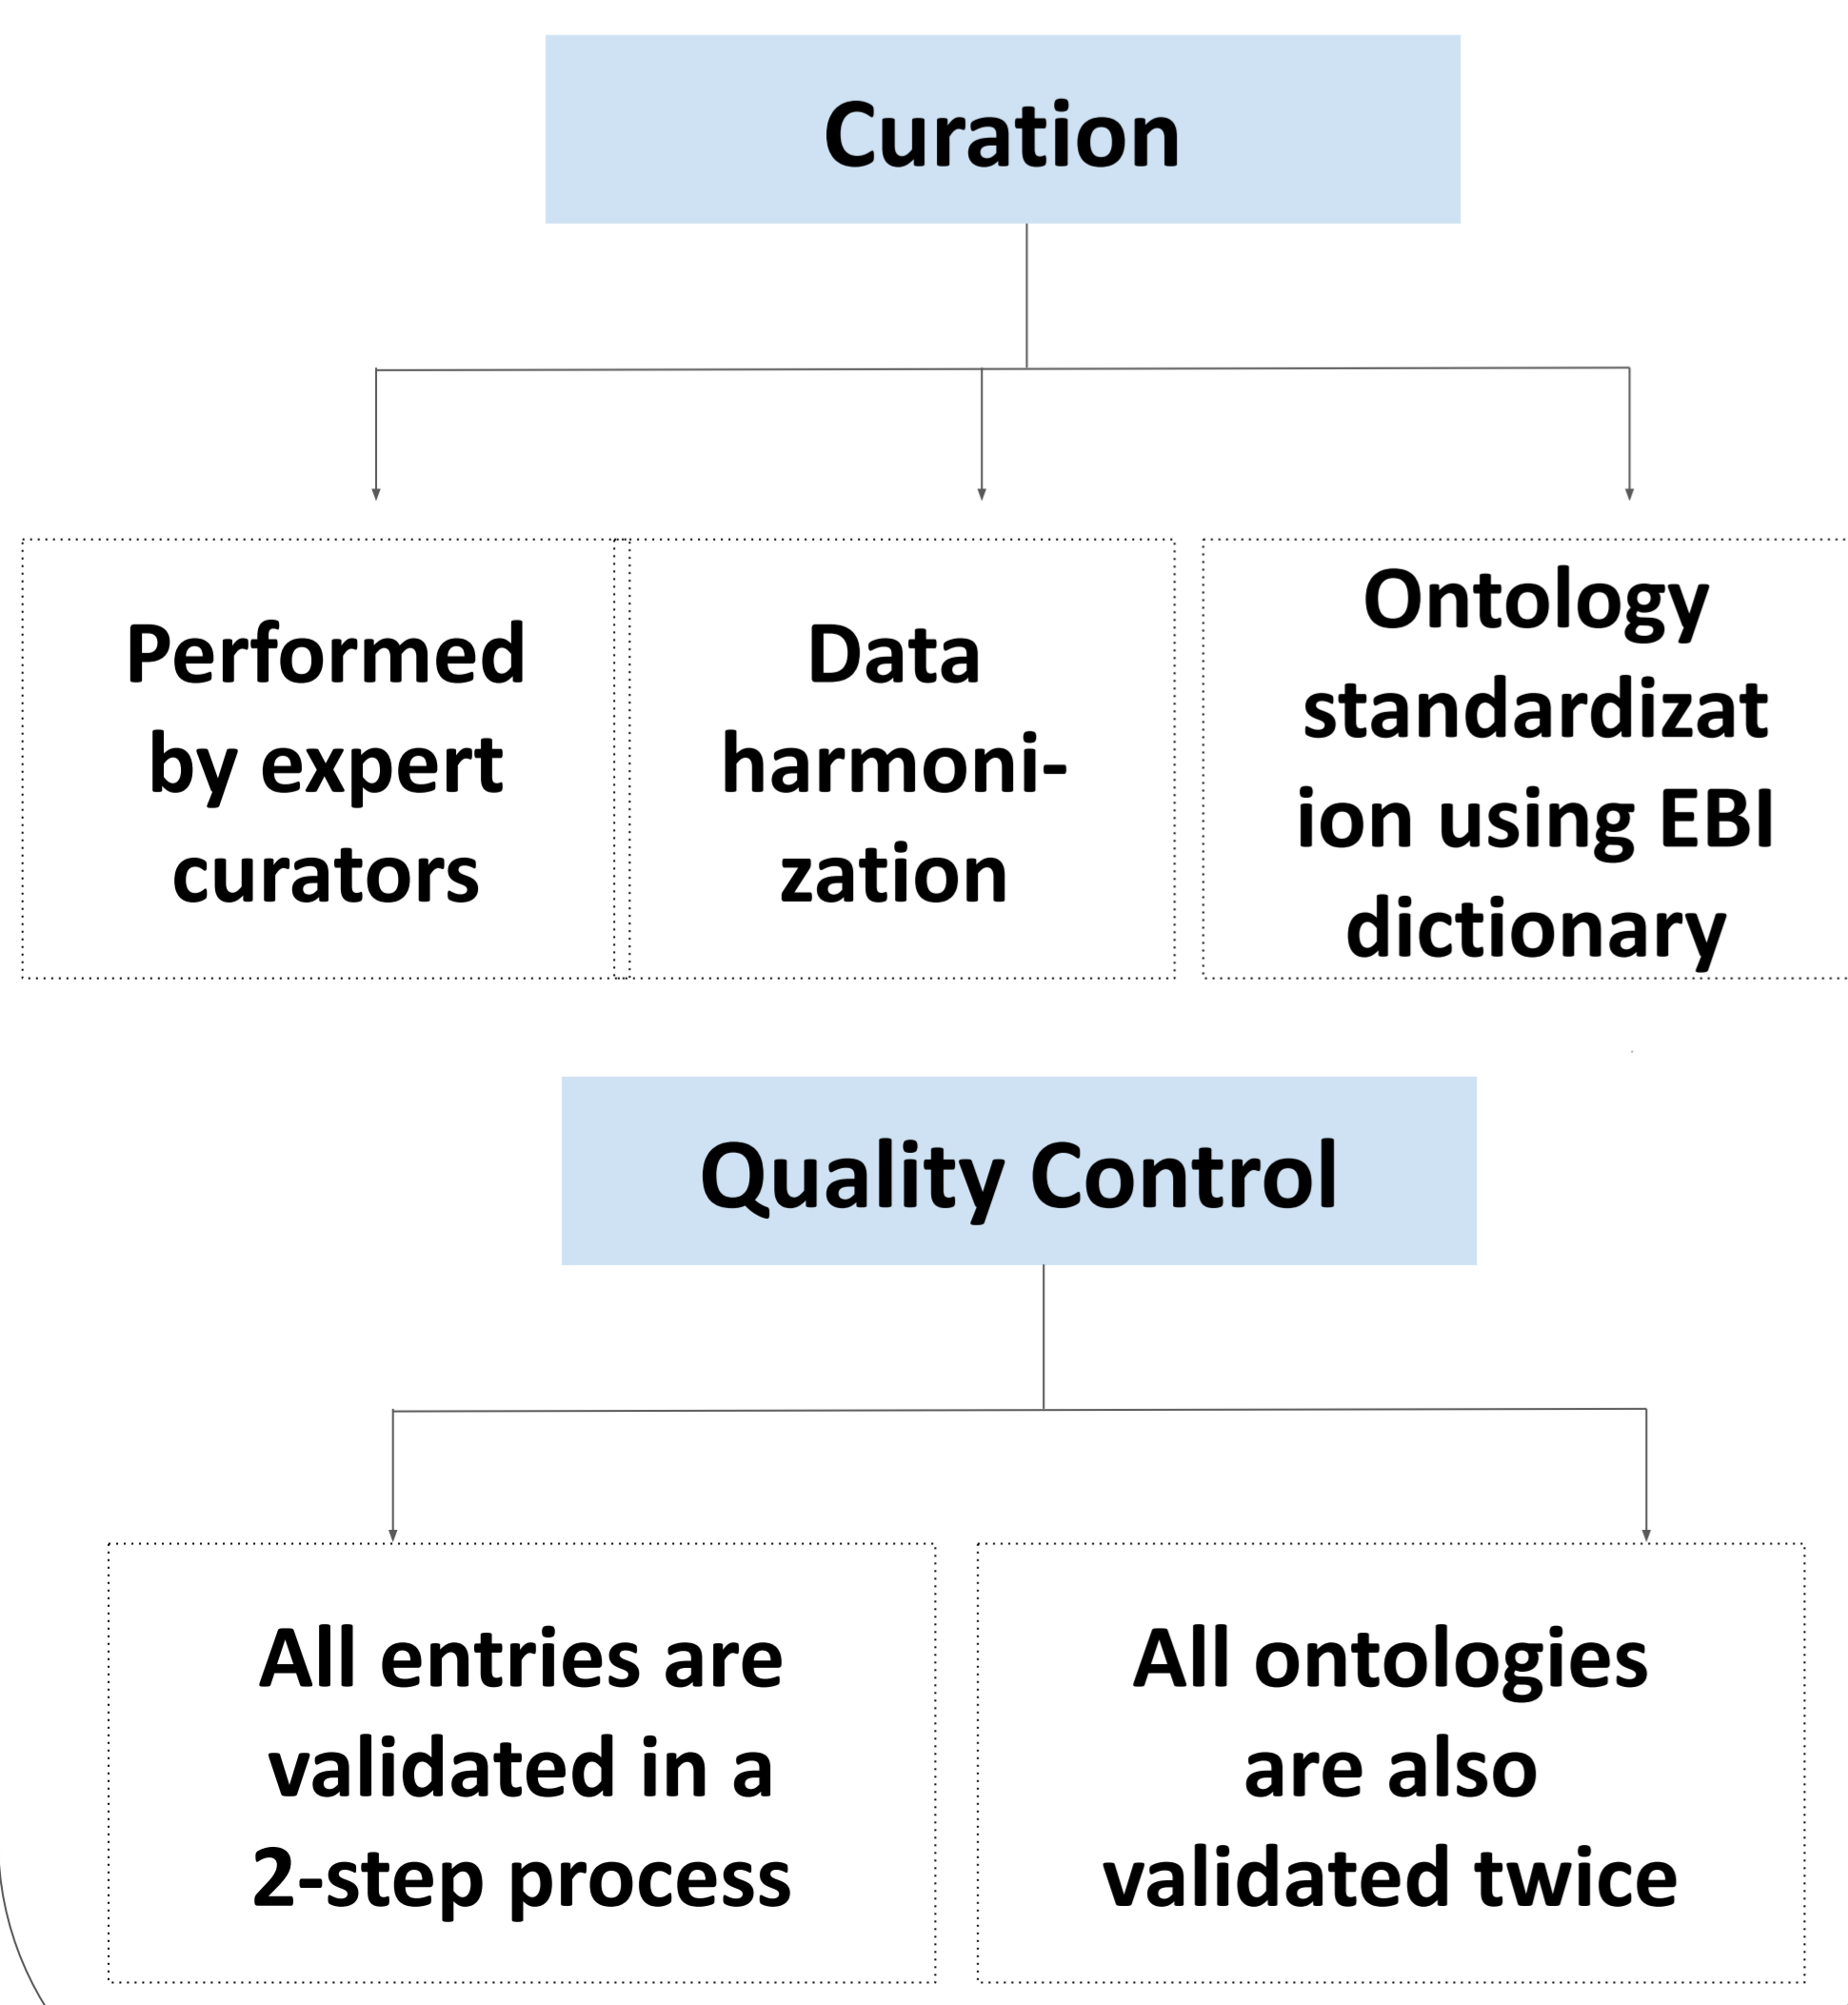 Curation
Performed
by expert
curators
Data
harmoni-
zation
Ontology
standardizat
ion using EBI
dictionary
Quality Control
All entries are
validated in a
2-step process
All ontologies
are also
validated twice